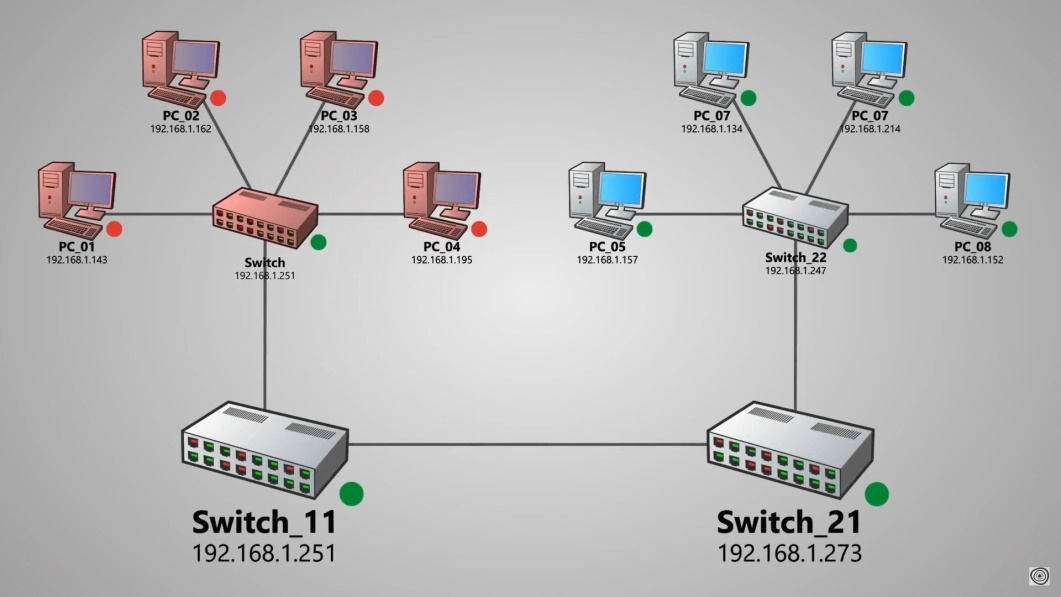 PC_02
192.168.1.162
PC_03
192.168.1.158
PC_07
192.168.1.134
PC_07
192.168.1.214
PC_01
192.168.1.143
Switch
192.168.1.251
PC_04
192.168.1.195
PC_05
192.168.1.157
Switch_22
192.168.1.247
PC_08
192.168.1.152
Switch_11
192.168.1.251
Switch_21
192.168.1.273